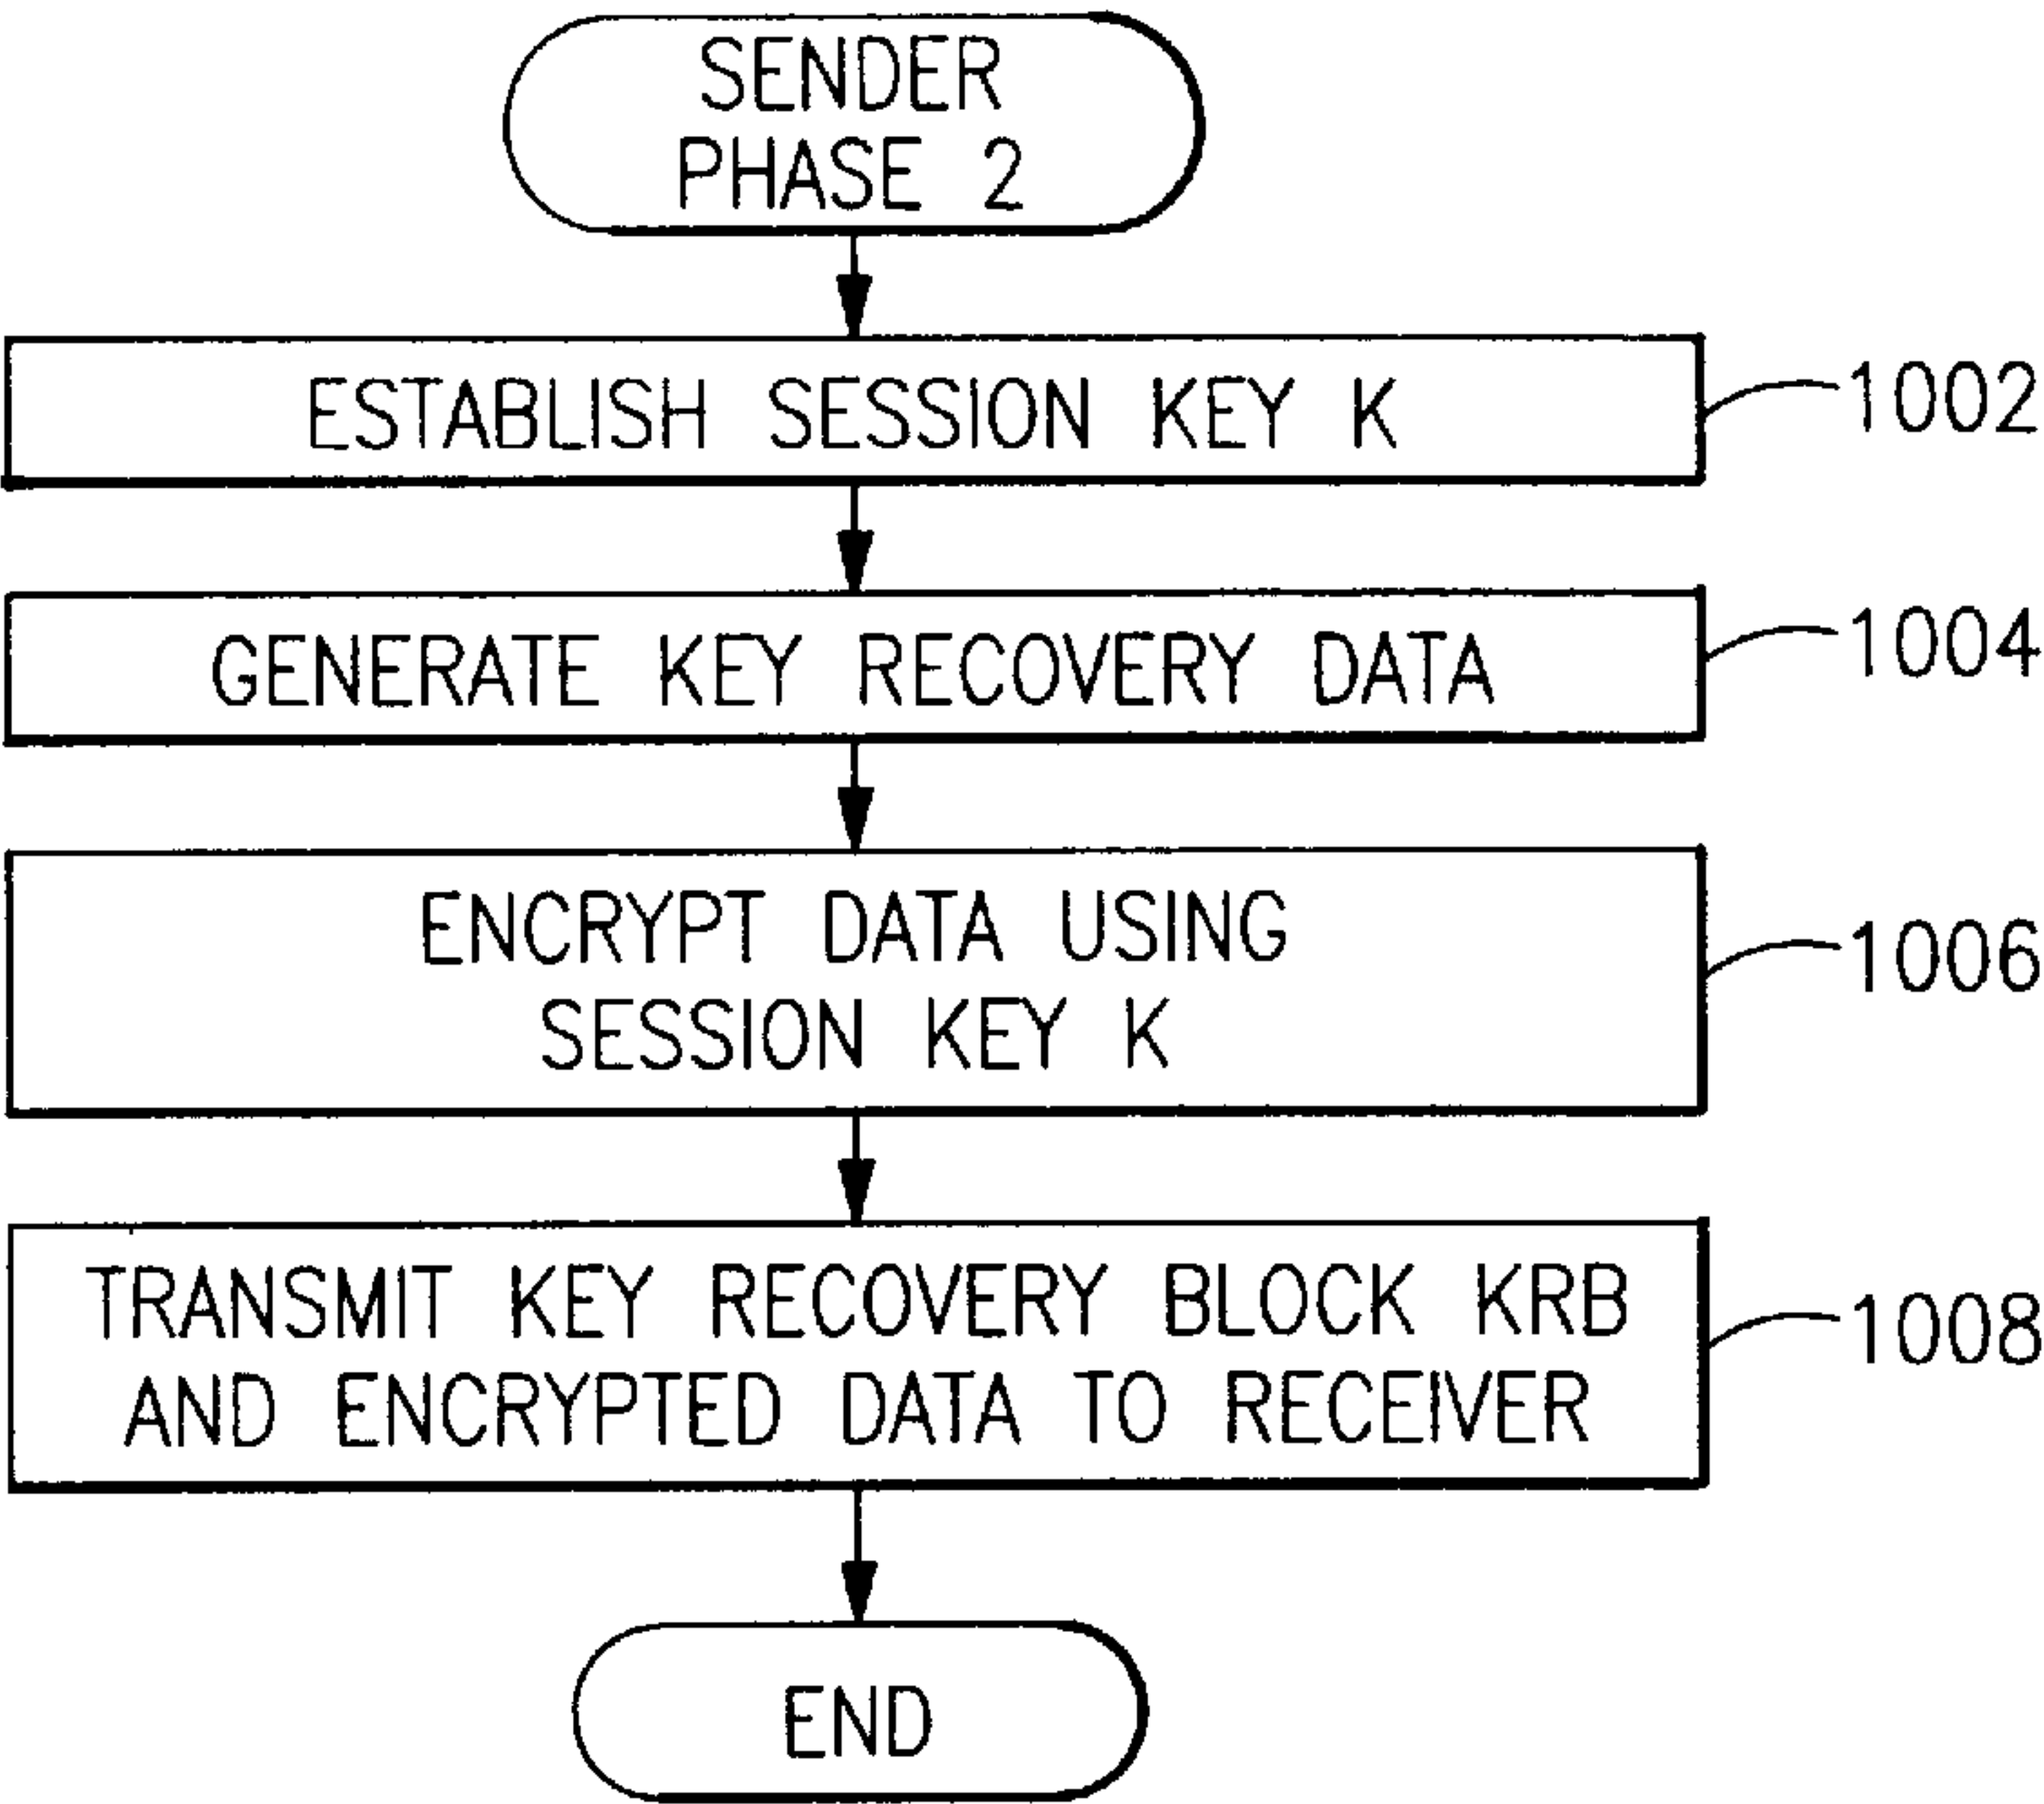 SENDER
PHASE 2
ESTABLISH SESSION KEY K
1002
GENERATE KEY RECOVERY DATA
1004
ENCRYPT DATA USING
SESSION KEY K
1006
TRANSMIT KEY RECOVERY BLOCK KRB
AND ENCRYPTED DATA TO RECEIVER
1008
END